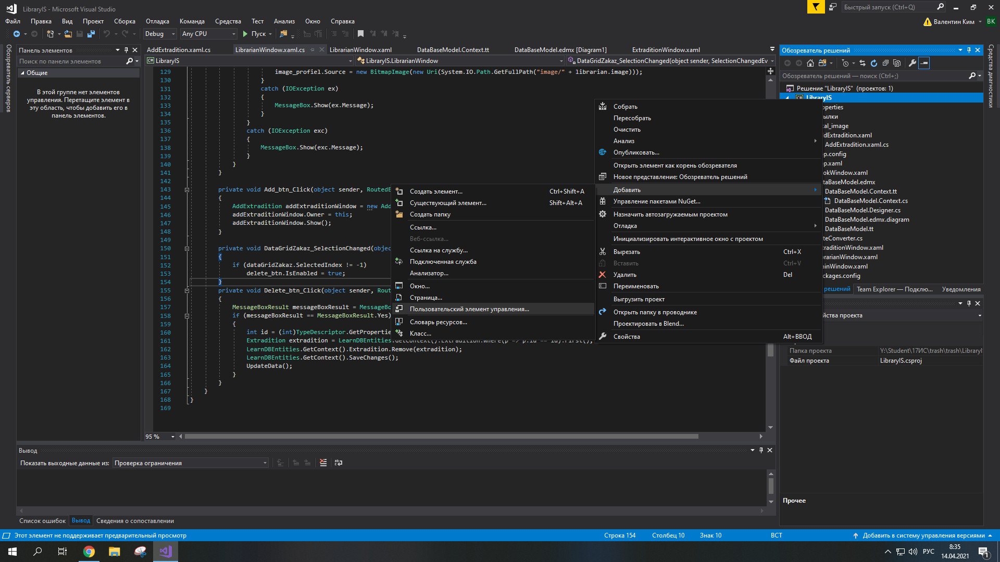 LibraryIS - Microsoft Visual Studio
Быстрый запуск (Ctrl+Q)
Файл Правка Вид Проект Сборка Отладка Команда Средства Тест Анализ Окно Справка
Валентин Ким ВК
Debug Any CPU Пуск
Обозреватель серверов
Панель элементов
Поиск по панели элементов
Общие
В этой группе нет элементов
управления. Перетащите элемент в
эту область, чтобы добавить его в
панель элементов.
AddExtradition.xaml.cs LibrarianWindow.xaml.cs LibrarianWindow.xaml DataBaseModel.Context.tt DataBaseModel.edmx [Diagram1] ExtraditionWindow.xaml
LibraryIS LibraryIS.LibrarianWindow DataGridZakaz_SelectionChanged(object sender, SelectionChangedEv
129 image_profiel.Source = new BitmapImage(new Uri(System.IO.Path.GetFullPath("image/" + librarian.image)));
130 }
131 catch (IOException ex)
132 {
133 MessageBox.Show(ex.Message);
134 }
135 }
136 catch (IOException exc)
137 {
138 MessageBox.Show(exc.Message);
139 }
140 }
141 }
142
143 private void Add_btn_Click(object sender, RoutedE
144 {
145 AddExtradition addExtraditionWindow = new Add
146 addExtraditionWindow.Owner = this;
147 addExtraditionWindow.Show();
148 }
149
150 private void DataGridZakaz_SelectionChanged(objec
151 {
152 if (dataGridZakaz.SelectedIndex != -1)
153 delete_btn.IsEnabled = true;
154 }
155 private void Delete_btn_Click(object sender, Rout
156 {
157 MessageBoxResult messageBoxResult = MessageBo
158 if (messageBoxResult == MessageBoxResult.Yes)
159 {
160 int id = (int)TypeDescriptor.GetPropertie
161 Extradition extradition = LearnDBEntities.GetContext().Extradition.Where(p => p.id == id).First();
162 LearnDBEntities.GetContext().Extradition.Remove(extradition);
163 LearnDBEntities.GetContext().SaveChanges();
164 UpdateData();
165 }
166 }
167 }
168 }
169
95 %
Создать элемент... Ctrl+Shift+A
Существующий элемент... Shift+Alt+A
Создать папку
Ссылка...
Веб-ссылка...
Ссылка на службу...
Подключенная служба
Анализатор...
Окно...
Страница...
Пользовательский элемент управления...
Словарь ресурсов...
Класс...
Собрать
Пересобрать
Очистить
Анализ
Опубликовать...
Открыть элемент как корень обозревателя
Новое представление: Обозреватель решений
Добавить
Управление пакетами NuGet...
Назначить автозагружаемым проектом
Отладка
Инициализировать интерактивное окно с проектом
Вырезать Ctrl+X
Вставить Ctrl+V
Удалить Del
Переименовать
Выгрузить проект
Открыть папку в проводнике
Проектировать в Blend...
Свойства Alt+ВВОД
Обозреватель решений
Обозреватель решений — поиск (Ctrl+;)
Решение "LibraryIS" (проектов: 1)
LibraryIS
operties
ылки
cal_image
dExtradition.xaml
AddExtradition.xaml.cs
pp.config
pp.xaml
okWindow.xaml
taBaseModel.edmx
DataBaseModel.Context.tt
DataBaseModel.Context.cs
DataBaseModel.Designer.cs
DataBaseModel.edmx.diagram
DataBaseModel.tt
teConverter.cs
traditionWindow.xaml
brarianWindow.xaml
ainWindow.xaml
ckages.config
решений Team Explorer — Подклю... Уведомления
йства проекта
Папка проекта Y:\Student\17ИС\trash\trash\LibraryI
Файл проекта LibraryIS.csproj
Прочее
Средства диагностики
Вывод
Показать выходные данные из: Проверка ограничения
Список ошибок Вывод Сведения о сопоставлении
Этот элемент не поддерживает предварительный просмотр Строка 154 Столбец 10 Знак 10 ВСТ Добавить в систему управления версиями
РУС 8:35
14.04.2021
1